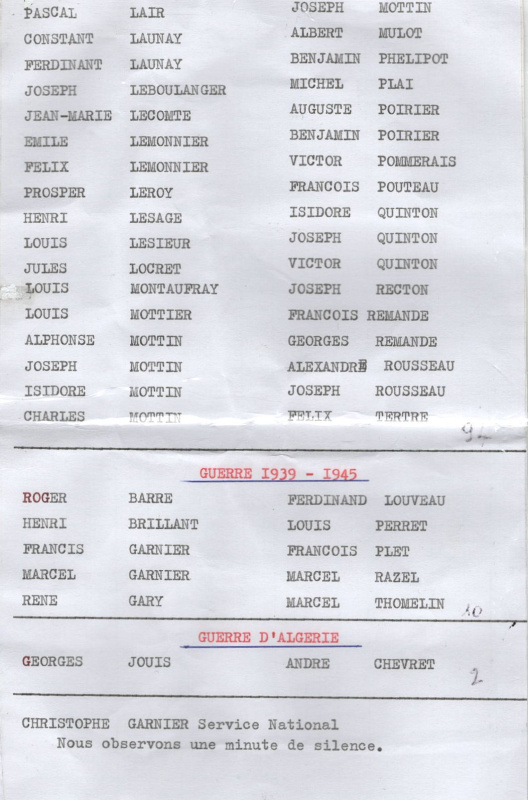 PASCAL LAIR JOSEPH MOTTIN
CONSTANT LAUNAY ALBERT MULOT
FERDINANT LAUNAY BENJAMIN PHELIPOT
JOSEPH LEBOULANGER MICHEL PLAI
JEAN-MARIE LECOMTE AUGUSTE POIRIER
EMILE LEMONNIER BENJAMIN POIRIER
FELIX LEMONNIER VICTOR POMMERAIS
PROSPER LEROY FRANCOIS POUTEAU
HENRI LESAGE ISIDORE QUINTON
LOUIS LESIEUR JOSEPH QUINTON
JULES LOCRET VICTOR QUINTON
LOUIS MONTAUFRAY JOSEPH RECTON
LOUIS MOTTIER FRANCOIS REMANDE
ALPHONSE MOTTIN GEORGES REMANDE
JOSEPH MOTTIN ALEXANDRE ROUSSEAU
ISIDORE MOTTIN JOSEPH ROUSSEAU
CHARLES MOTTIN FELIX TERTRE
GUERRE I939 - I945
ROGER BARRE FERDINAND LOUVEAU
HENRI BRILLANT LOUIS PERRET
FRANCIS GARNIER FRANCOIS PLET
MARCEL GARNIER MARCEL RAZEL
RENE GARY MARCEL THOMELIN 10
GUERRE D'ALGERIE
GEORGES JOUIS ANDRE CHEVRET 2
CHRISTOPHE GARNIER Service National
Nous observons une minute de silence.